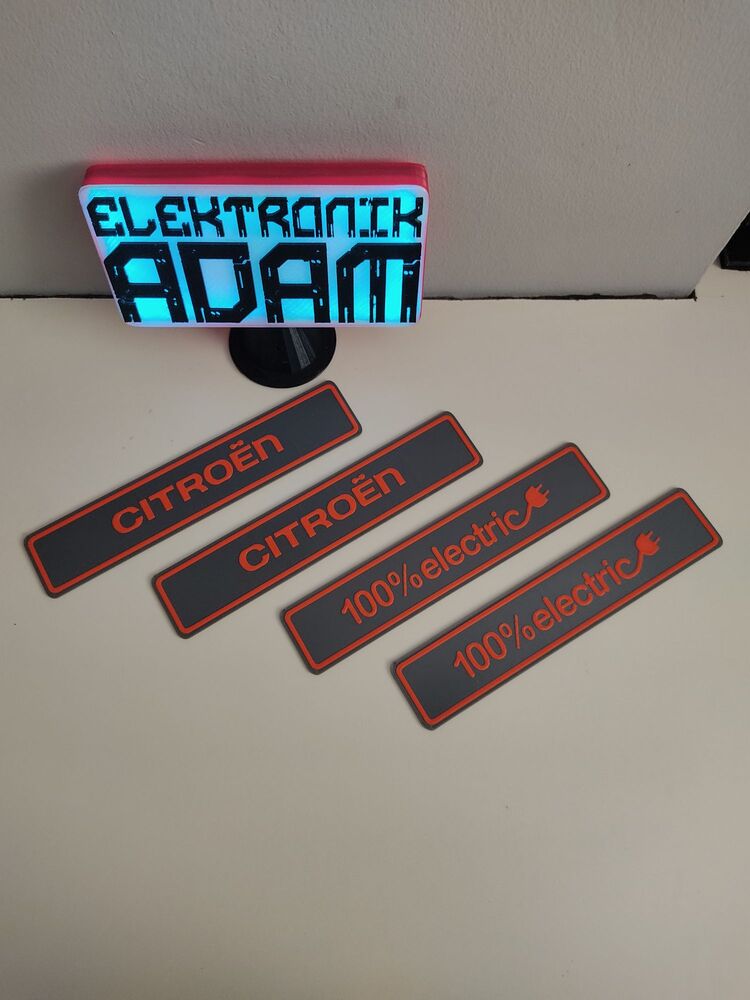 ELEKTRONIK
ADAM
CITROËN
CITROËN
100% electric
100% electric